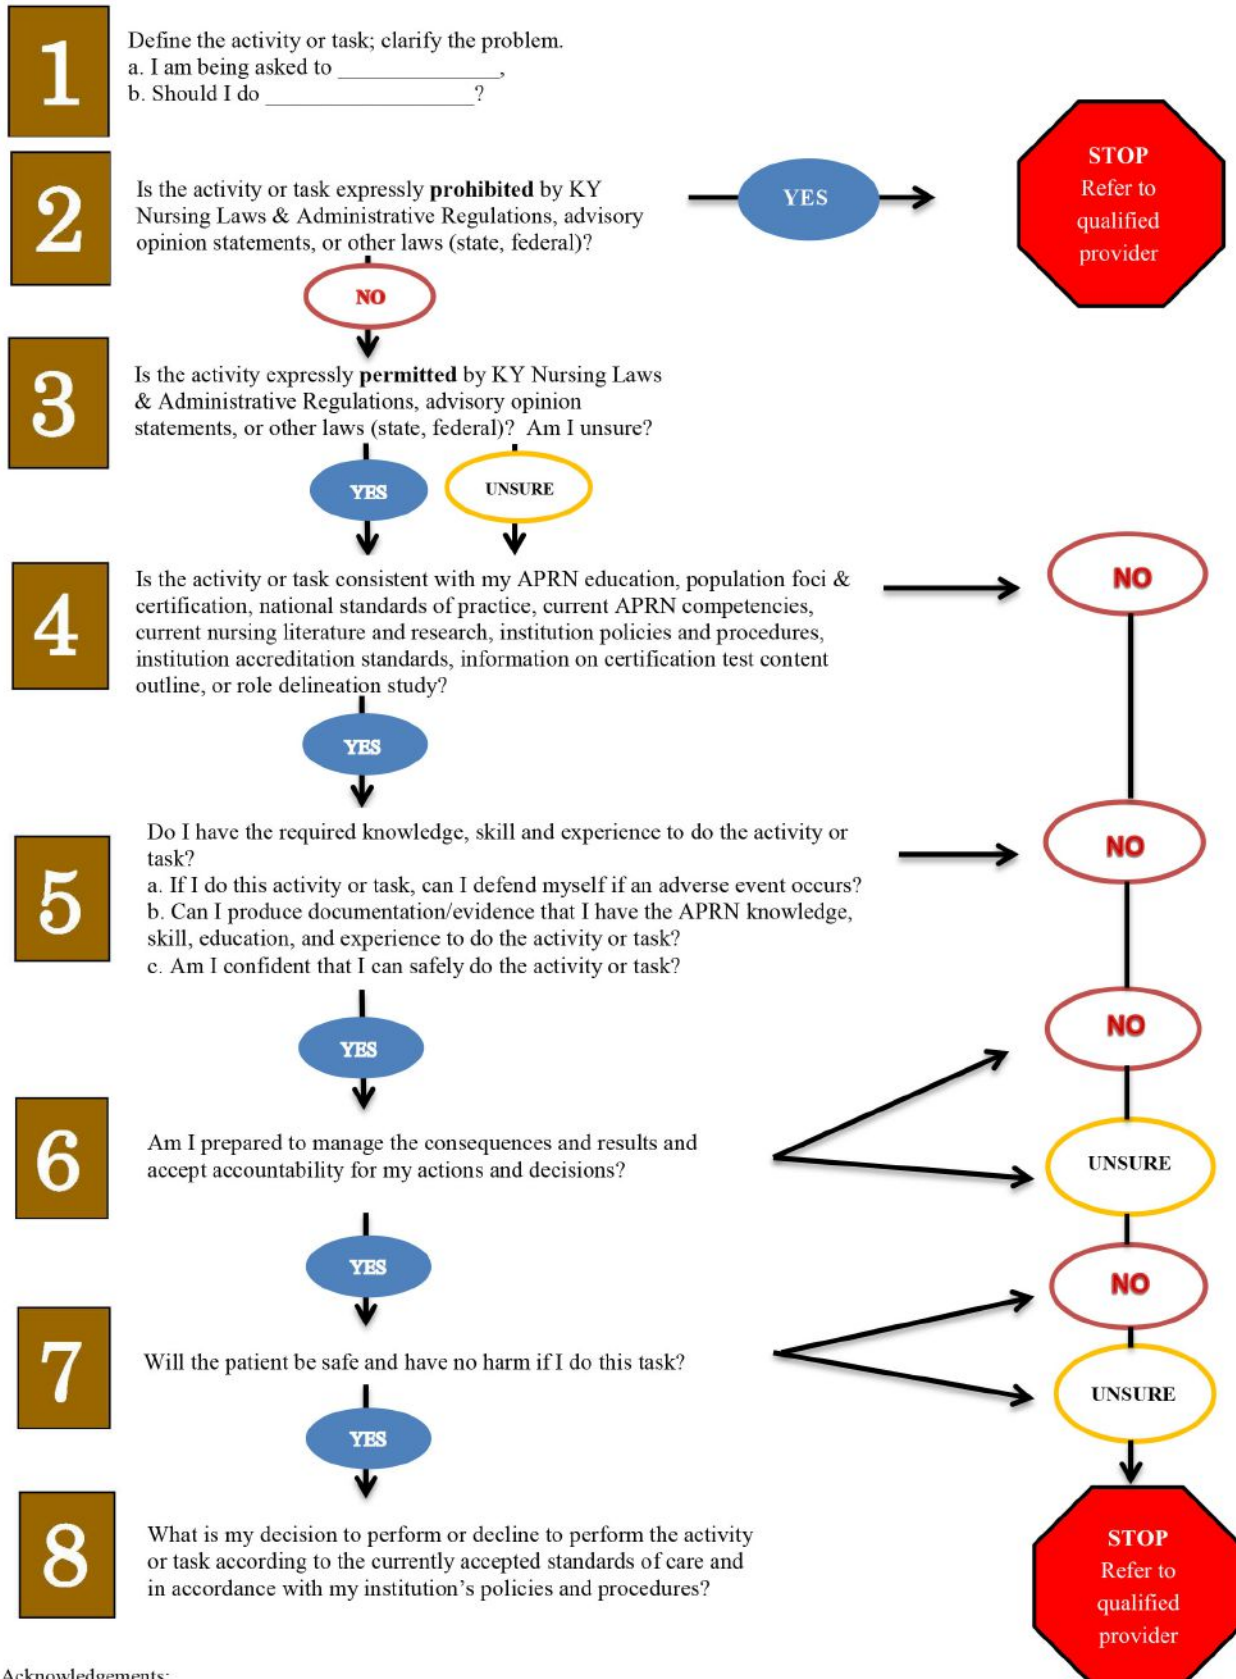 1
Define the activity or task; clarify the problem.
a. I am being asked to _______________,
b. Should I do ___________________?
2
Is the activity or task expressly prohibited by KY
Nursing Laws & Administrative Regulations, advisory
opinion statements, or other laws (state, federal)?
YES
STOP
Refer to
qualified
provider
NO
3
Is the activity expressly permitted by KY Nursing Laws
& Administrative Regulations, advisory opinion
statements, or other laws (state, federal)?  Am I unsure?
YES
UNSURE
4
Is the activity or task consistent with my APRN education, population foci &
certification, national standards of practice, current APRN competencies,
current nursing literature and research, institution policies and procedures,
institution accreditation standards, information on certification test content
outline, or role delineation study?
NO
YES
5
Do I have the required knowledge, skill and experience to do the activity or
task?
a. If I do this activity or task, can I defend myself if an adverse event occurs?
b. Can I produce documentation/evidence that I have the APRN knowledge,
skill, education, and experience to do the activity or task?
c. Am I confident that I can safely do the activity or task?
NO
YES
6
Am I prepared to manage the consequences and results and
accept accountability for my actions and decisions?
NO
UNSURE
YES
7
Will the patient be safe and have no harm if I do this task?
NO
UNSURE
YES
8
What is my decision to perform or decline to perform the activity
or task according to the currently accepted standards of care and
in accordance with my institution's policies and procedures?
STOP
Refer to
qualified
provider
Acknowledgements: